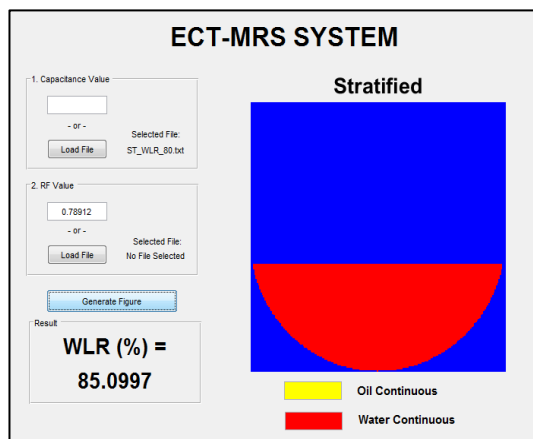 ECT-MRS SYSTEM
1. Capacitance Value
- or -
Load File
Selected File:
ST_WLR_80.txt
2. RF Value
0.78912
- or -
Load File
Selected File:
No File Selected
Generate Figure
Result
WLR (%) =
85.0997
Stratified
Oil Continuous
Water Continuous